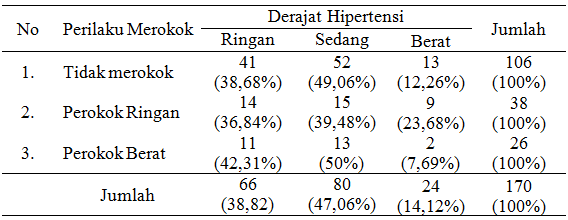 No Perilaku Merokok Derajat Hipertensi Jumlah
Ringan Sedang Berat
1. Tidak merokok 41 52 13 106
(38,68%) (49,06%) (12,26%) (100%)
2. Perokok Ringan 14 15 9 38
(36,84%) (39,48%) (23,68%) (100%)
3. Perokok Berat 11 13 2 26
(42,31%) (50%) (7,69%) (100%)
Jumlah 66 80 24 170
(38,82) (47,06%) (14,12%) (100%)